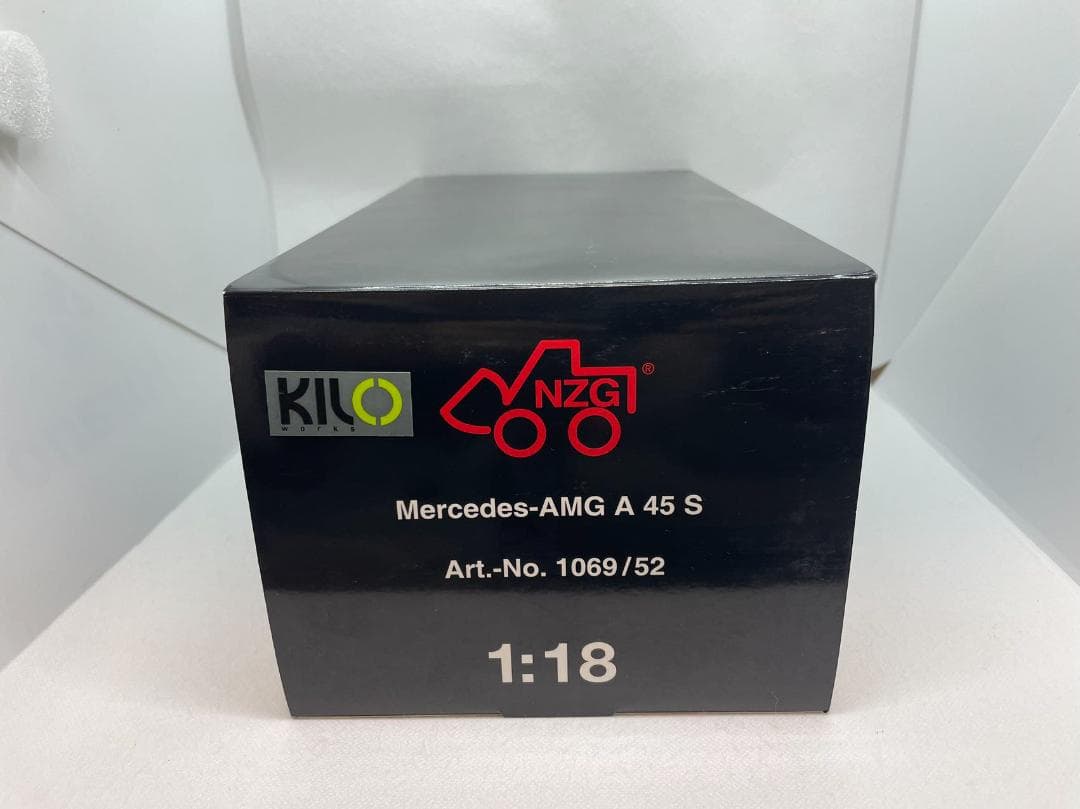 KILO
works
NZG®
Mercedes-AMG A 45 S
Art.-No. 1069/52
1:18